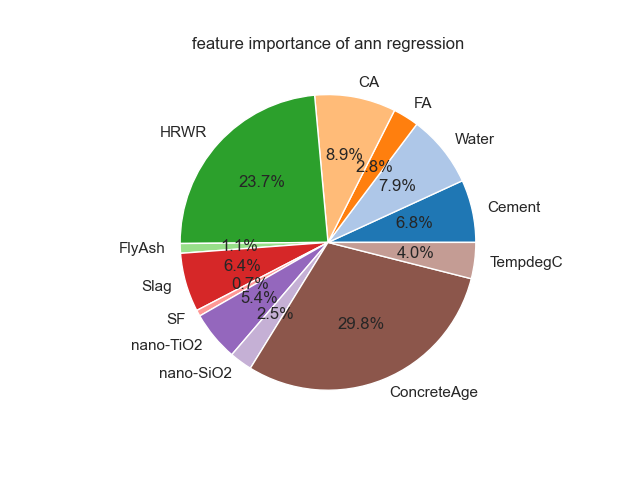 feature importance of ann regression
CA
FA
HRWR
Water
8.9%
2.8%
23.7%
7.9%
Cement
6.8%
FlyAsh
1.1%
4.0%
TempdegC
6.4%
Slag
0.7%
5.4%
SF
2.5%
29.8%
nano-TiO2
nano-SiO2
ConcreteAge